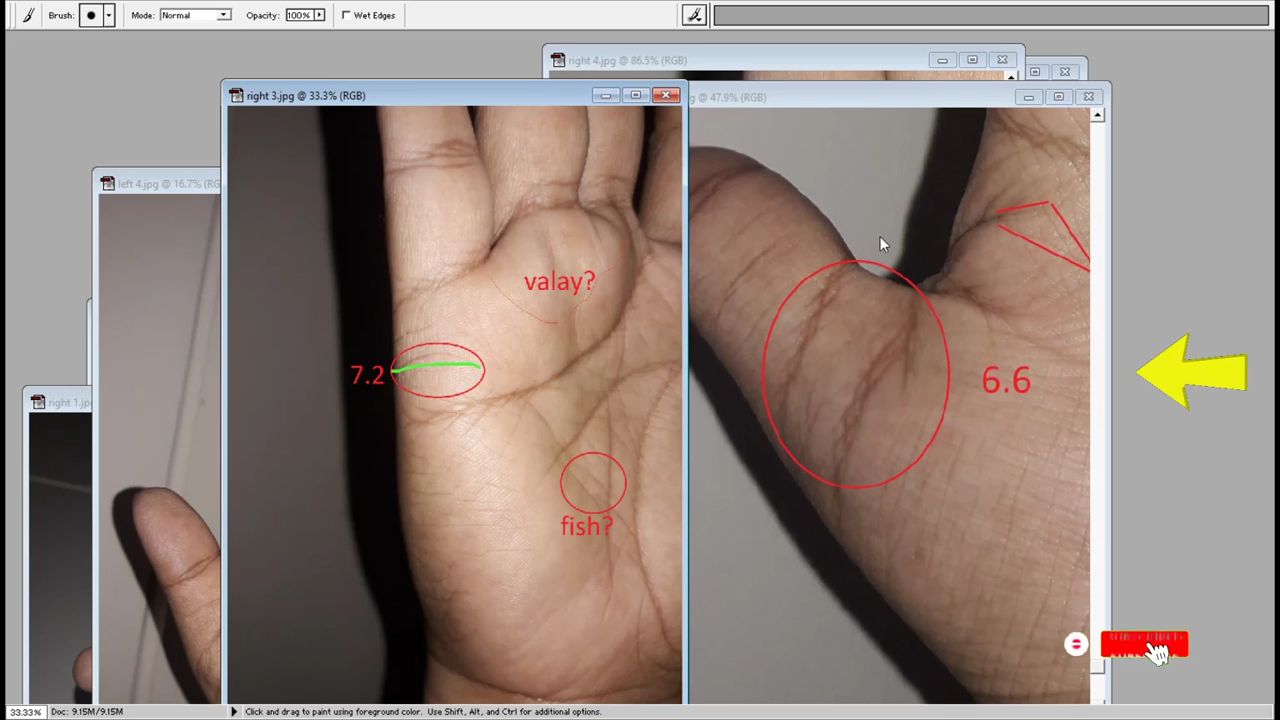 Brush:
Mode: Normal
Opacity: 100%
Wet Edges
right 4.jpg @ 86.5% (RGB)
right 3.jpg @ 33.3% (RGB)
g @ 47.9% (RGB)
left 4.jpg @ 16.7% (RG
right 1.jp
valay?
7.2
6.6
fish?
33.33%
Doc: 9.15M/9.15M
Click and drag to paint using foreground color. Use Shift, Alt, and Ctrl for additional options.